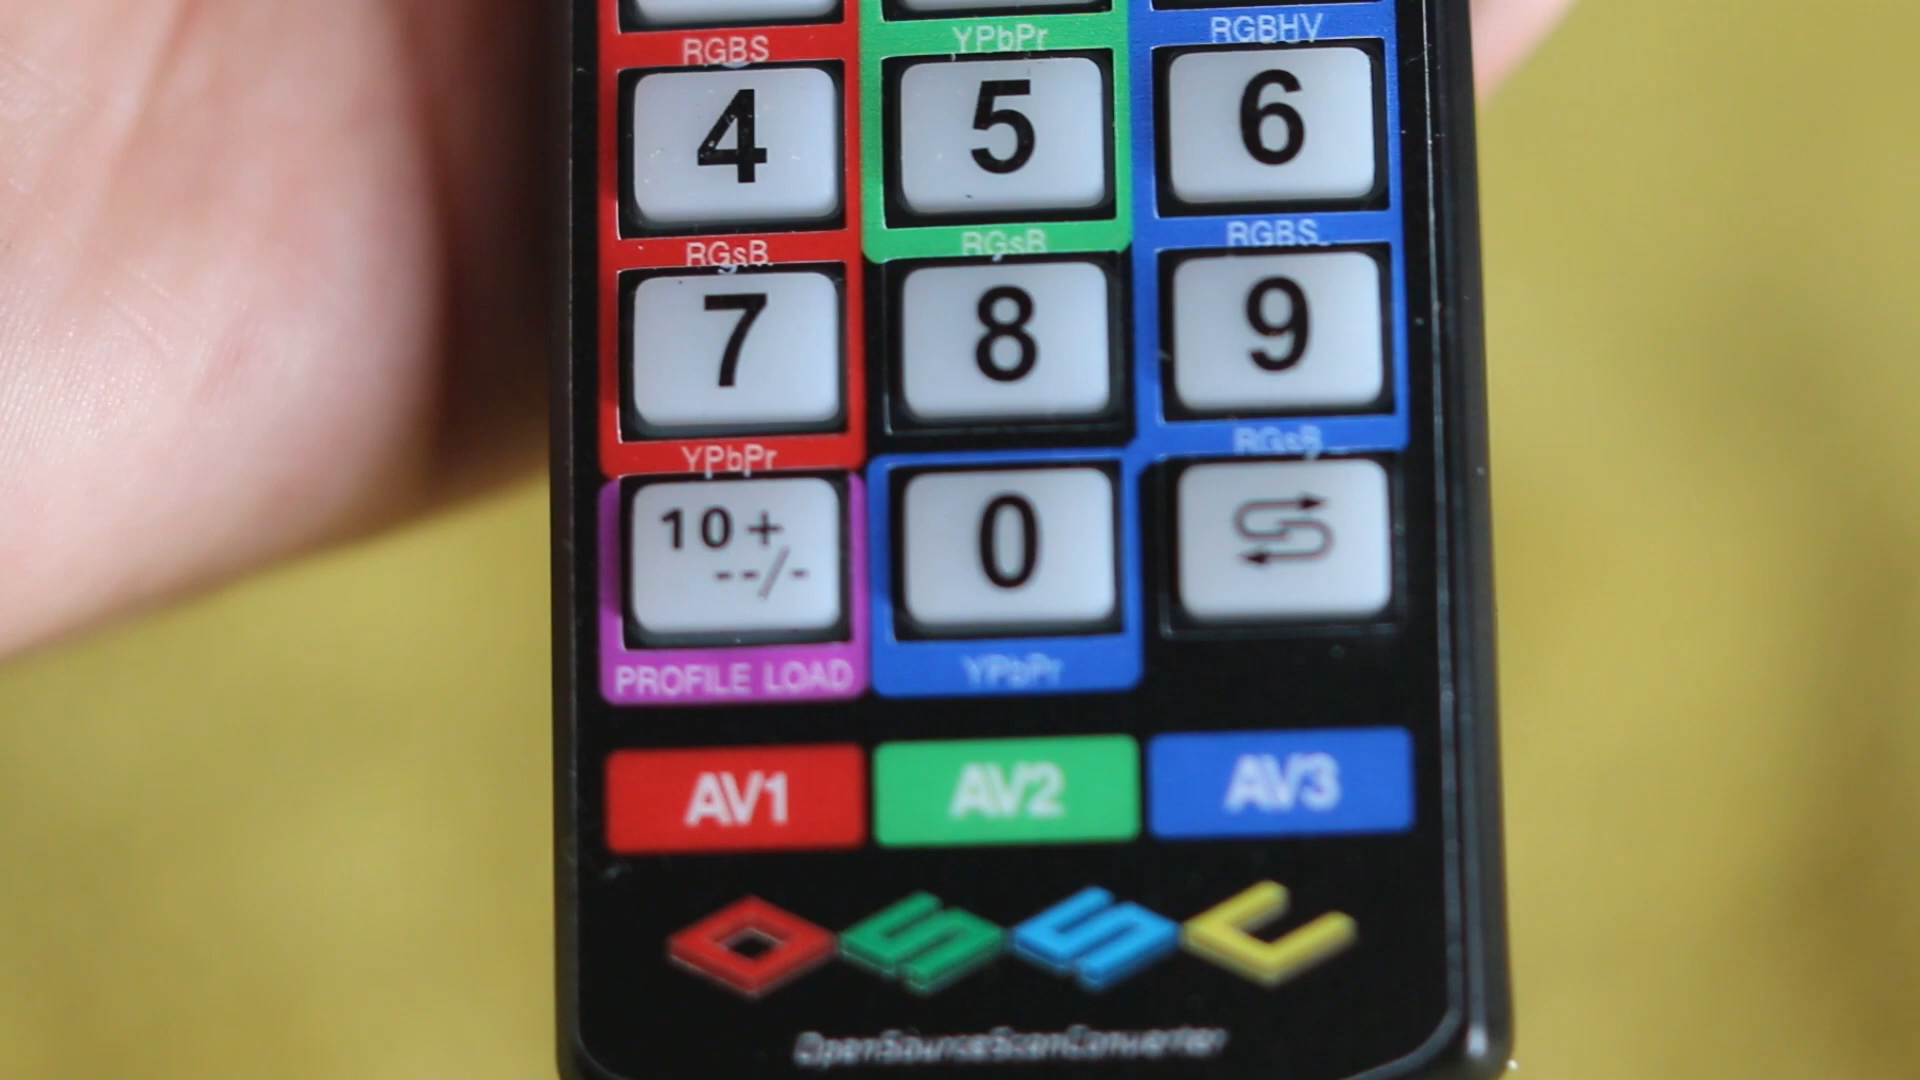 RGBS YPbPr RGBHV
4 5 6
RGsB RGsB RGBS
7 8 9
YPbPr RGsB
10+ --/- 0
PROFILE LOAD YPbPr
AV1 AV2 AV3
OSSC
OpenSourceScanConverter